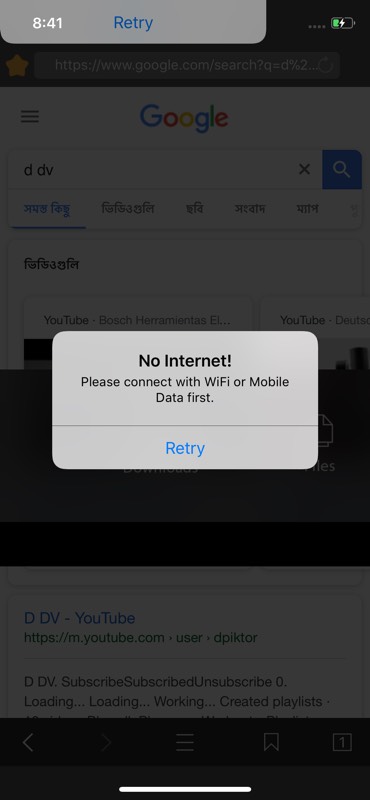 8:41
Retry
https://www.google.com/search?q=d%2...
Google
d dv
সমস্ত কিছু
ভিডিওগুলি
ছবি
সংবাদ
ম্যাপ
ভিডিওগুলি
YouTube · Bosch Herramientas El...
YouTube · Deutsc
No Internet!
Please connect with WiFi or Mobile
Data first.
Retry
Downloads
Files
D DV - YouTube
https://m.youtube.com › user › dpiktor
D DV. SubscribeSubscribedUnsubscribe 0.
Loading... Loading... Working... Created playlists ·
1